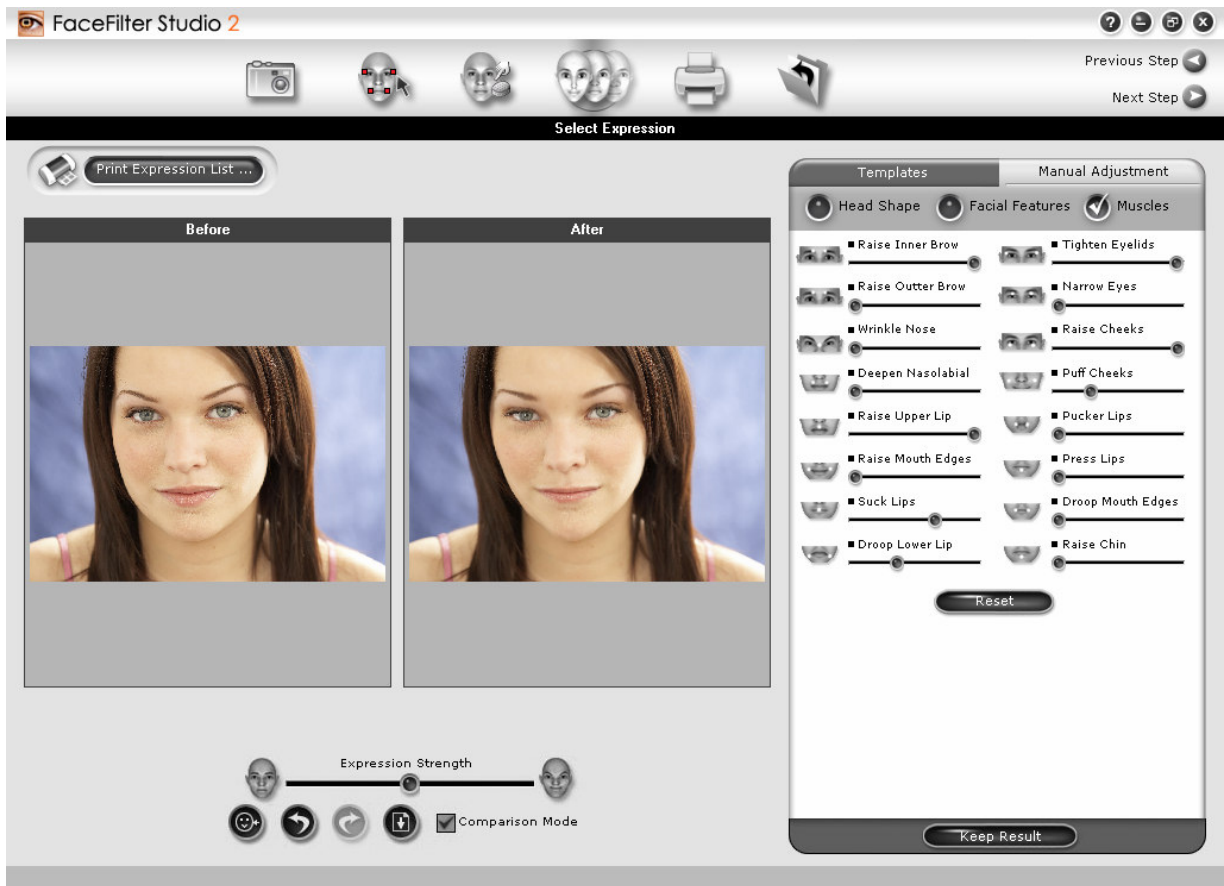 FaceFilter Studio 2
Previous Step
Next Step
Select Expression
Print Expression List ...
Before
After
Templates
Manual Adjustment
Head Shape
Facial Features
Muscles
Raise Inner Brow
Tighten Eyelids
Raise Outter Brow
Narrow Eyes
Wrinkle Nose
Raise Cheeks
Deepen Nasolabial
Puff Cheeks
Raise Upper Lip
Pucker Lips
Raise Mouth Edges
Press Lips
Suck Lips
Droop Mouth Edges
Droop Lower Lip
Raise Chin
Reset
Expression Strength
Comparison Mode
Keep Result